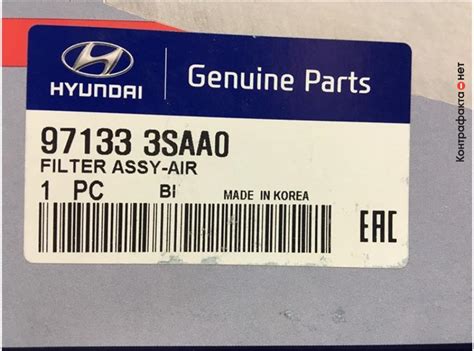 HYUNDAI
Genuine Parts
97133 3SAA0
FILTER ASSY-AIR
1 PC BI MADE IN KOREA
EAC
Контрафакта нет